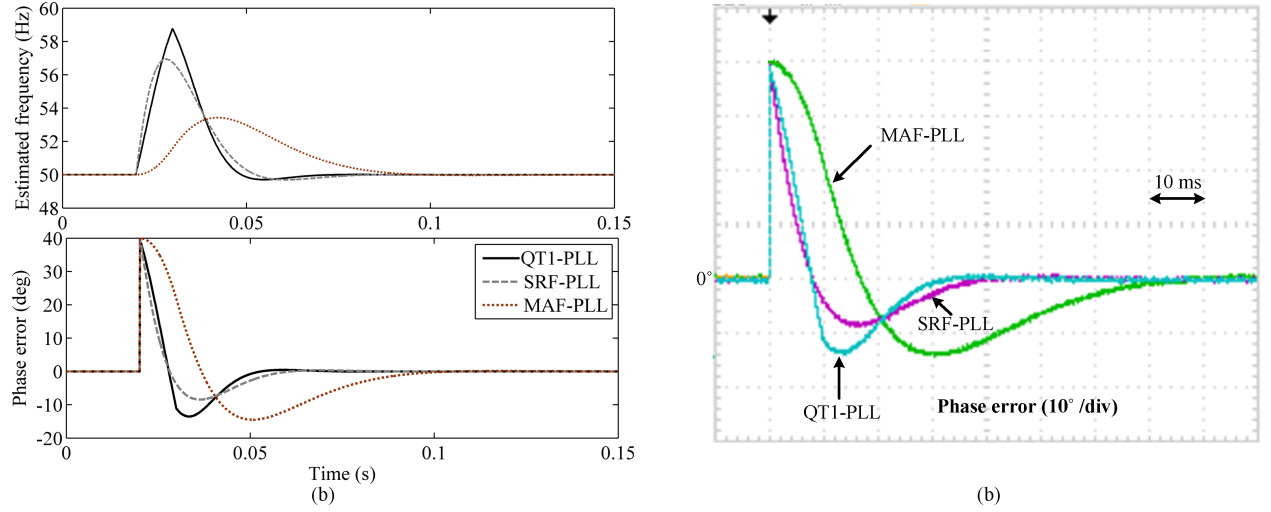 Estimated frequency (Hz)
60
58
56
54
52
50
48
0
0.05
0.1
0.15
Phase error (deg)
40
30
20
10
0
-10
-20
QT1-PLL
SRF-PLL
MAF-PLL
0
0.05
0.1
0.15
Time (s)
(b)
MAF-PLL
10 ms
0°
SRF-PLL
QT1-PLL
Phase error (10° /div)
(b)